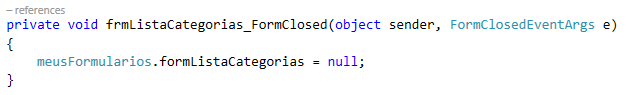 – references
private void frmListaCategorias_FormClosed(object sender, FormClosedEventArgs e)
{
    meusFormularios.formListaCategorias = null;
}